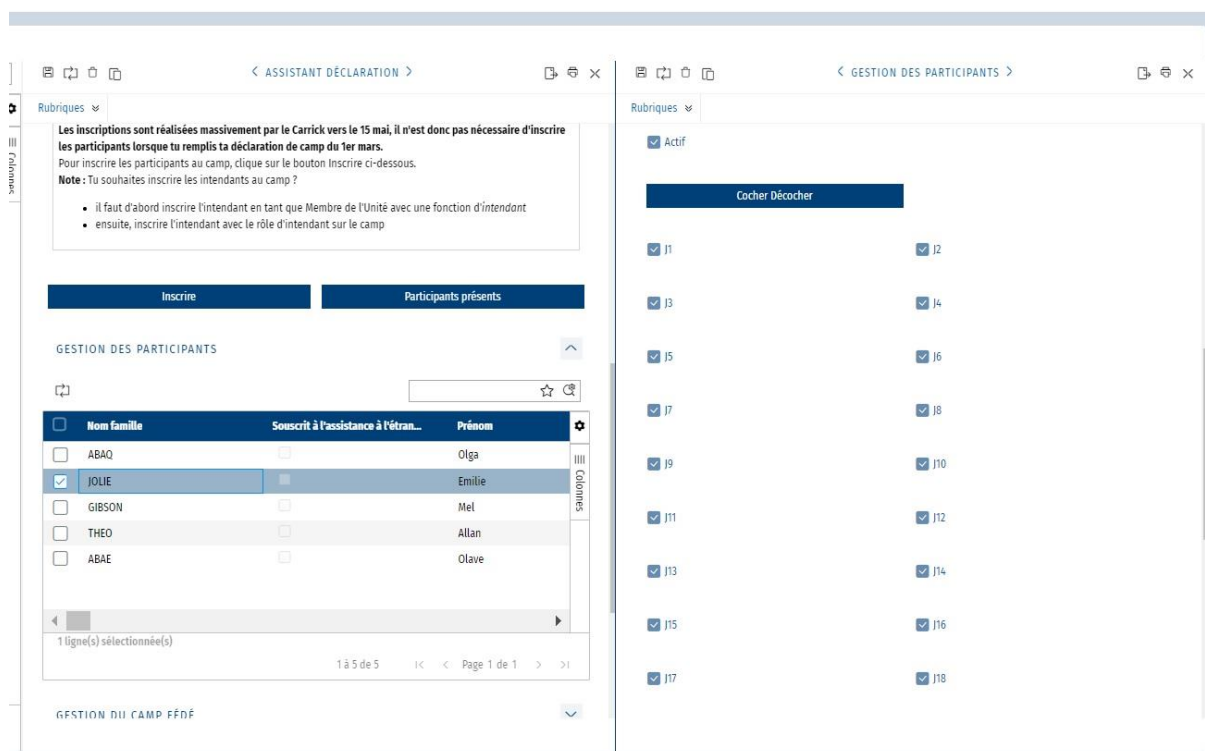 < ASSISTANT DÉCLARATION >
Rubriques
Colonnes
Les inscriptions sont réalisées massivement par le Carrick vers le 15 mai, il n'est donc pas nécessaire d'inscrire
les participants lorsque tu remplis ta déclaration de camp du 1er mars.
Pour inscrire les participants au camp, clique sur le bouton Inscrire ci-dessous.
Note : Tu souhaites inscrire les intendants au camp ?
• il faut d'abord inscrire l'intendant en tant que Membre de l'Unité avec une fonction d'intendant
• ensuite, inscrire l'intendant avec le rôle d'intendant sur le camp
Inscrire Participants présents
GESTION DES PARTICIPANTS
Nom famille Souscrit à l'assistance à l'étran... Prénom
ABAQ Olga
JOLIE Emilie
GIBSON Mel
THEO Allan
ABAE Olave
Colonnes
1 ligne(s) sélectionnée(s)
1 à 5 de 5 Page 1 de 1
GESTION DU CAMP FÉDÉ
< GESTION DES PARTICIPANTS >
Rubriques
Actif
Cocher Décocher
J1 J2
J3 J4
J5 J6
J7 J8
J9 J10
J11 J12
J13 J14
J15 J16
J17 J18